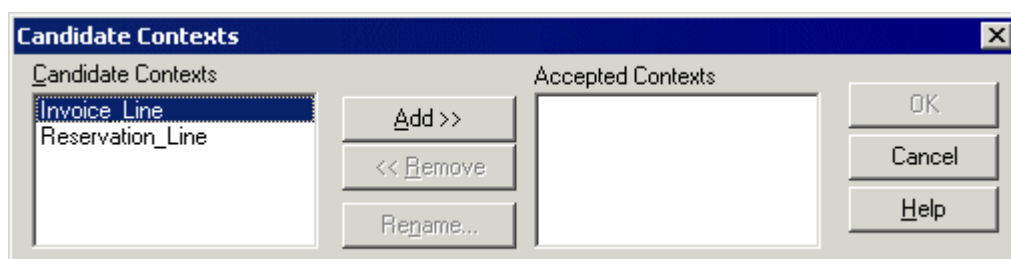 Candidate Contexts
Candidate Contexts
Accepted Contexts
Invoice_Line
Reservation_Line
Add >>
<< Remove
Rename...
OK
Cancel
Help